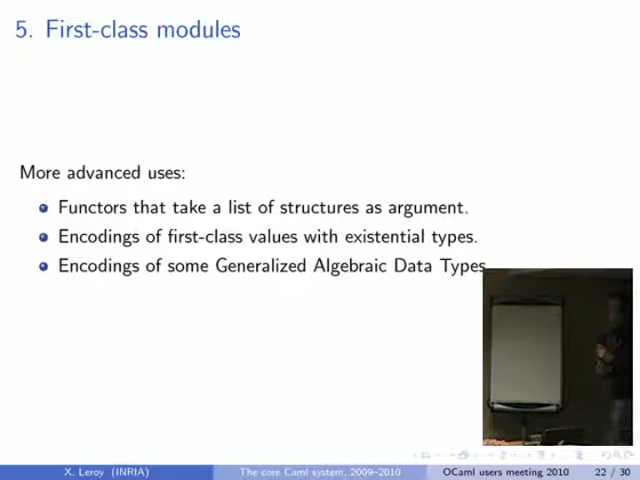 5. First-class modules
More advanced uses:
Functors that take a list of structures as argument.
Encodings of first-class values with existential types.
Encodings of some Generalized Algebraic Data Types
X. Leroy (INRIA) The core Caml system, 2009–2010 OCaml users meeting 2010 22 / 30